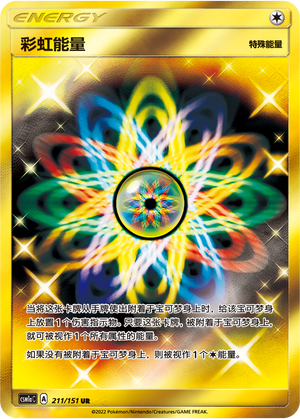 ENERGY
彩虹能量
特殊能量
当将这张卡牌从手牌使出附着于宝可梦身上时，给该宝可梦身
上放置1个伤害指示物。只要这张卡牌，被附着于宝可梦身上，
就可被视作1个所有属性的能量。
如果没有被附着于宝可梦身上，则被视作1个能量。
A 211/151 UR
©2022 Pokémon/Nintendo/Creatures/GAME FREAK.